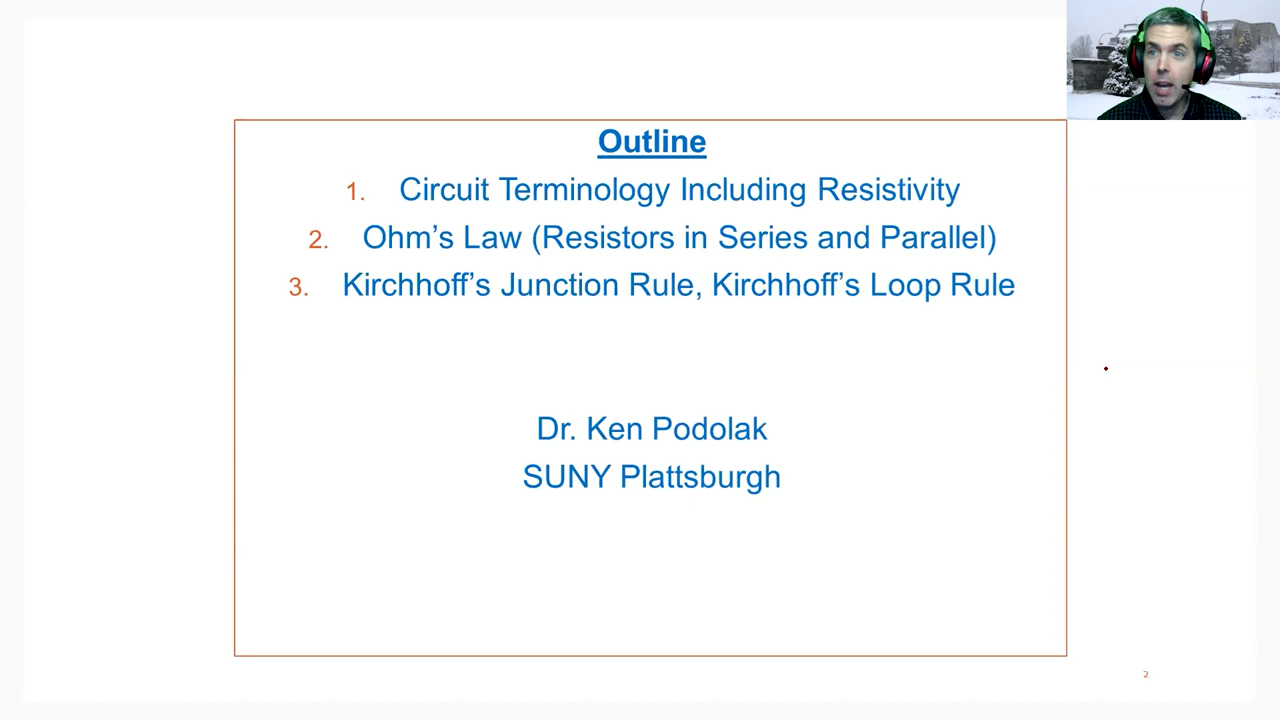 Outline
1. Circuit Terminology Including Resistivity
2. Ohm’s Law (Resistors in Series and Parallel)
3. Kirchhoff’s Junction Rule, Kirchhoff’s Loop Rule
Dr. Ken Podolak
SUNY Plattsburgh
2